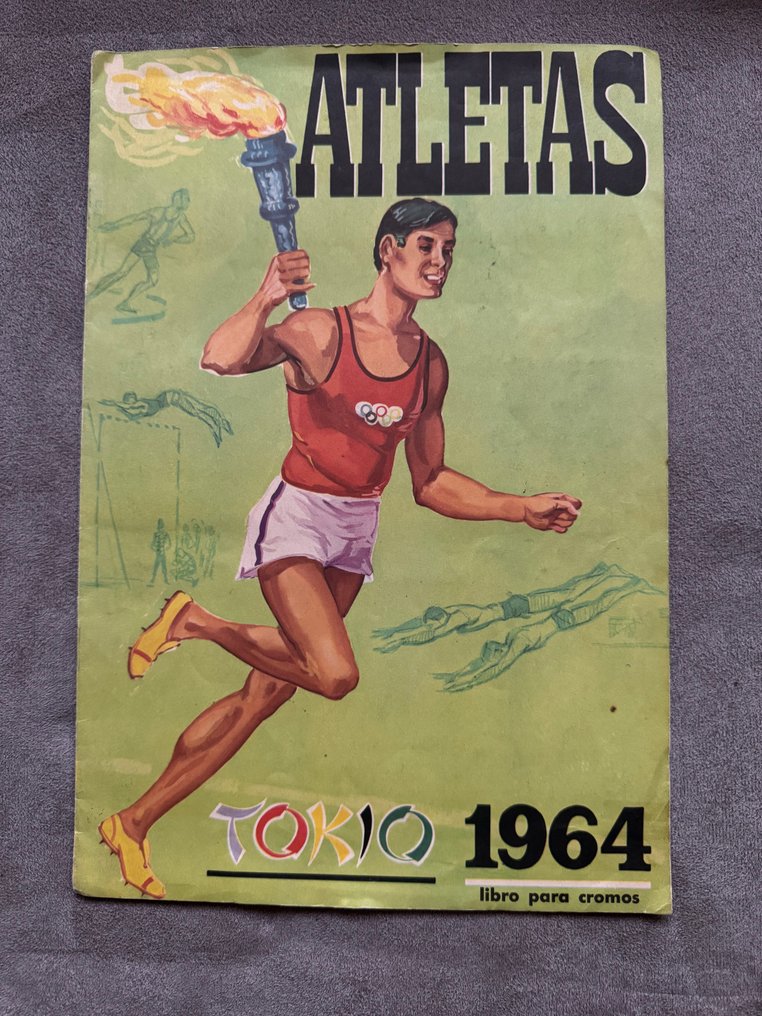 ATLETAS
TOKIO 1964
libro para cromos